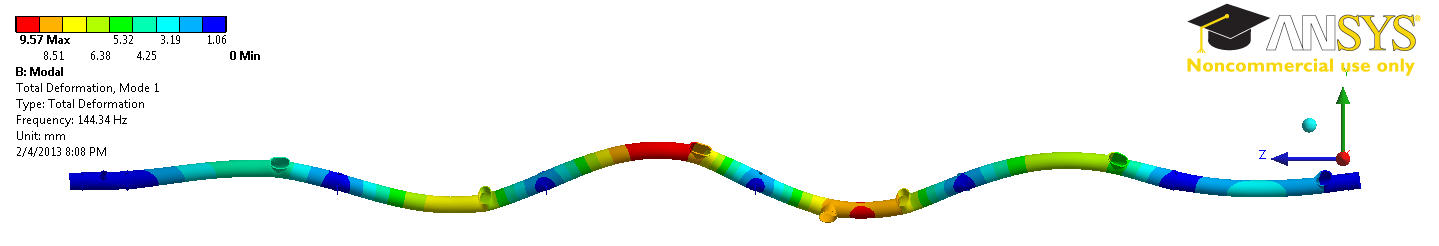 9.57 Max 5.32 3.19 1.06
8.51 6.38 4.25 0 Min
B: Modal
Total Deformation, Mode 1
Type: Total Deformation
Frequency: 144.34 Hz
Unit: mm
2/4/2013 8:08 PM
ANSYS
Noncommercial use only
Y
Z